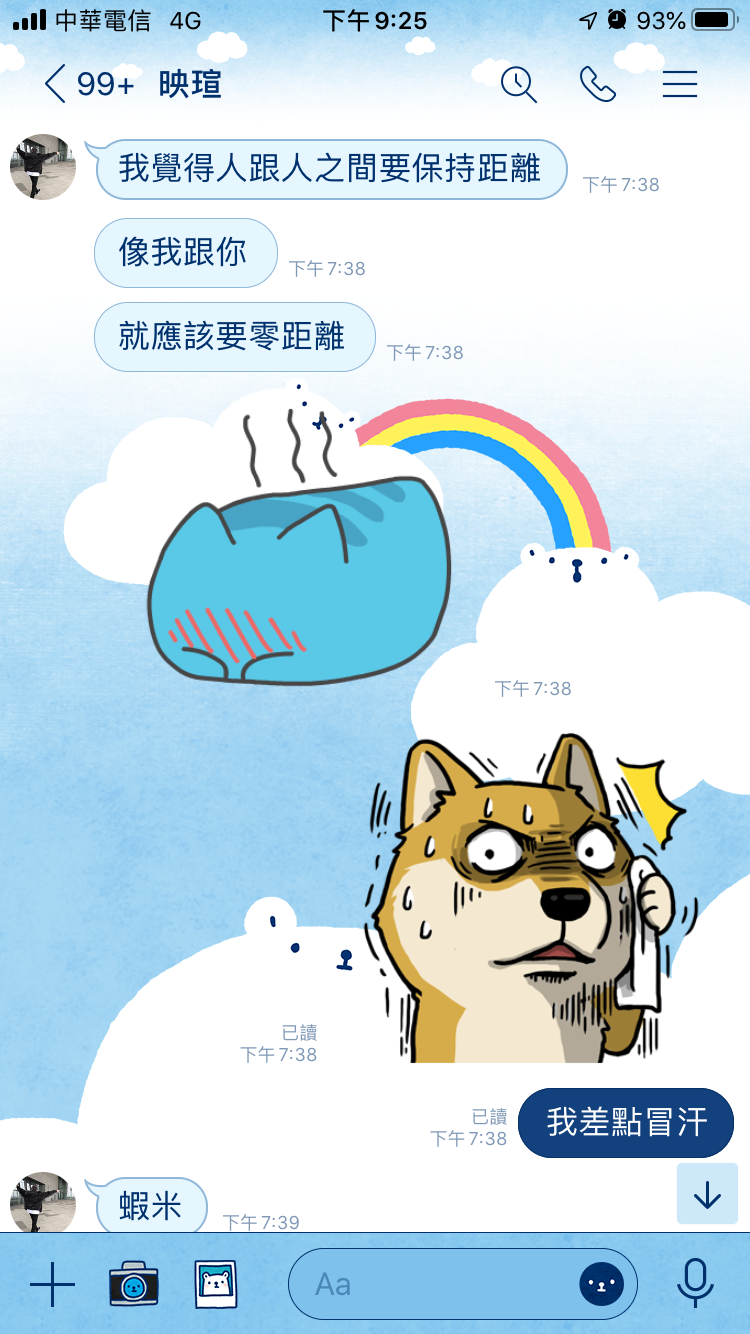 中華電信 4G 下午9:25 93%
99+ 映瑄
我覺得人跟人之間要保持距離 下午7:38
像我跟你 下午7:38
就應該要零距離 下午7:38
下午7:38
已讀
下午7:38
已讀
下午7:38 我差點冒汗
蝦米 下午7:39
Aa